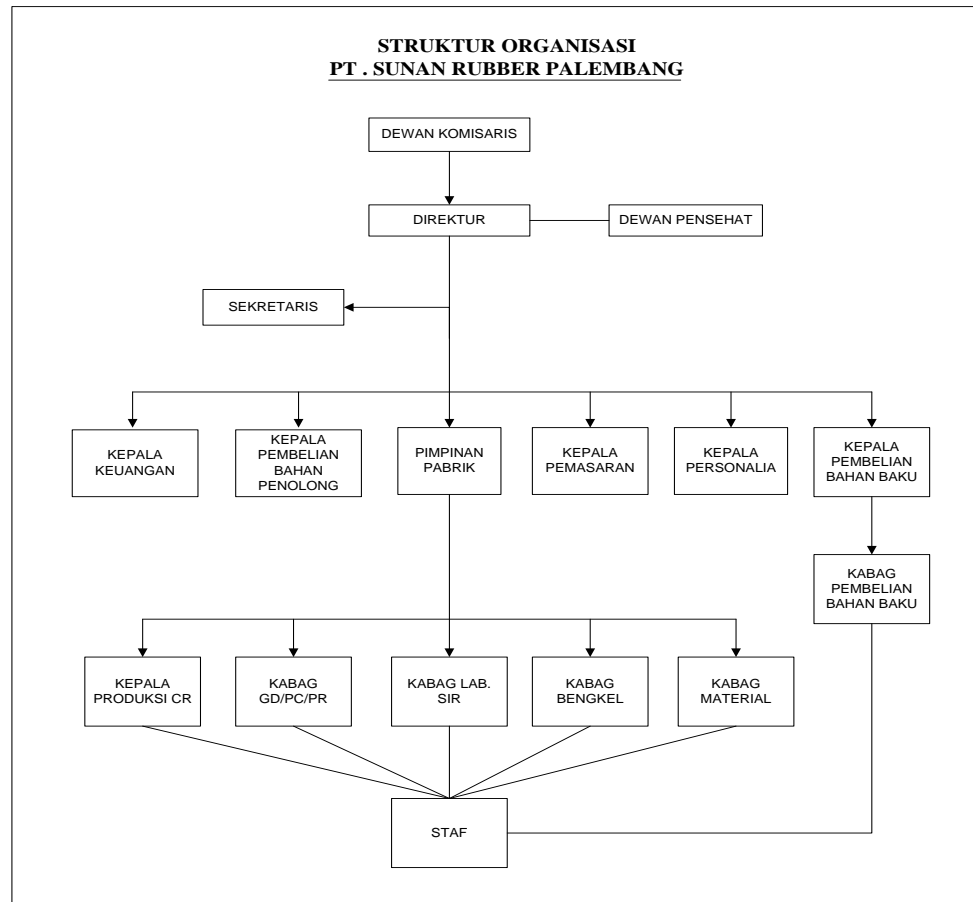 STRUKTUR ORGANISASI
PT . SUNAN RUBBER PALEMBANG
DEWAN KOMISARIS
DIREKTUR
DEWAN PENSEHAT
SEKRETARIS
KEPALA
KEUANGAN
KEPALA
PEMBELIAN
BAHAN
PENOLONG
PIMPINAN
PABRIK
KEPALA
PEMASARAN
KEPALA
PERSONALIA
KEPALA
PEMBELIAN
BAHAN BAKU
KABAG
PEMBELIAN
BAHAN BAKU
KEPALA
PRODUKSI CR
KABAG
GD/PC/PR
KABAG LAB.
SIR
KABAG
BENGKEL
KABAG
MATERIAL
STAF